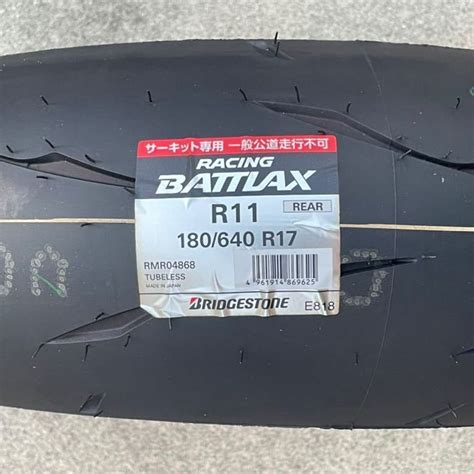 サーキット専用 一般公道走行不可
RACING
BATTLAX
R11 REAR
180/640 R17
RMR04868
TUBELESS
MADE IN JAPAN
4 961914 869625
BRIDGESTONE E818